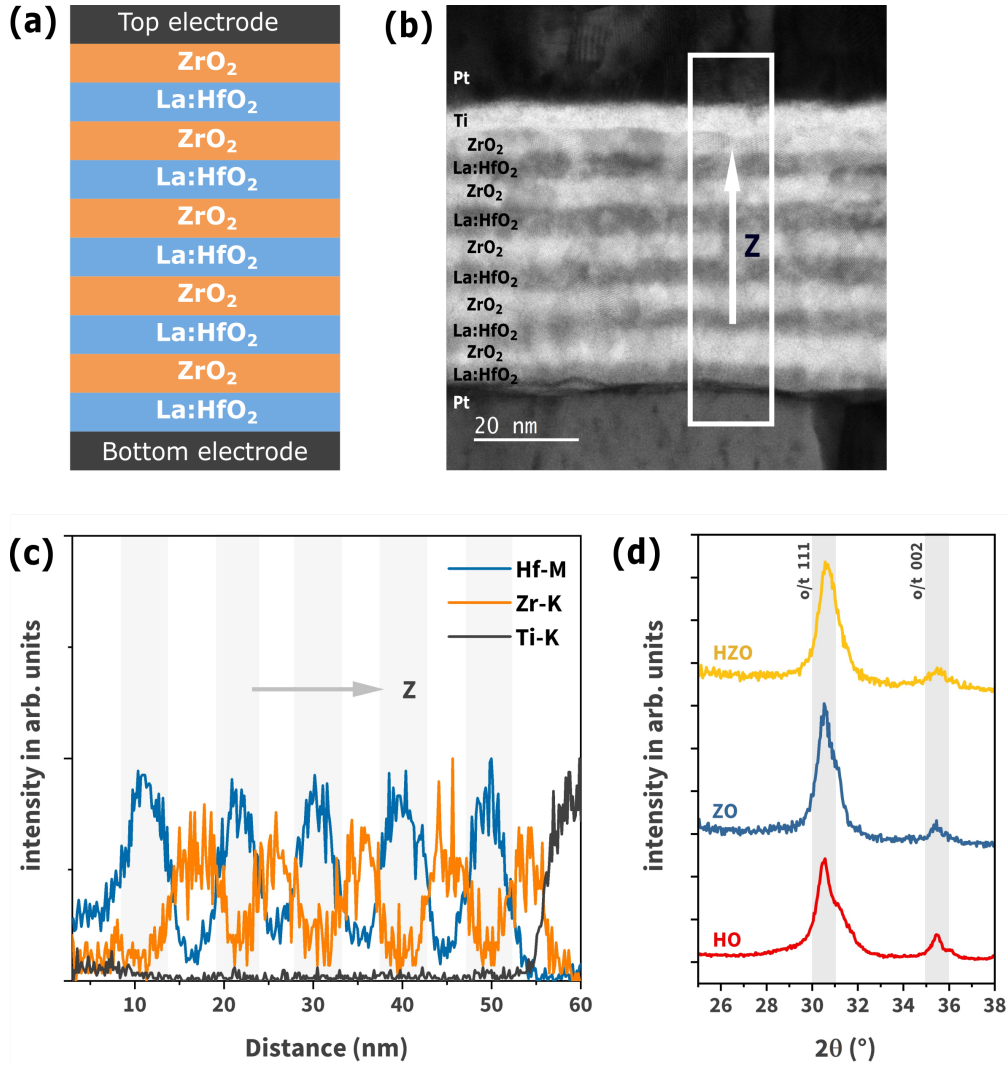 (a)
Top electrode
ZrO₂
La:HfO₂
ZrO₂
La:HfO₂
ZrO₂
La:HfO₂
ZrO₂
La:HfO₂
ZrO₂
La:HfO₂
Bottom electrode
(b)
Pt
Ti
ZrO₂
La:HfO₂
ZrO₂
La:HfO₂
ZrO₂
La:HfO₂
ZrO₂
La:HfO₂
ZrO₂
La:HfO₂
Pt
Z
20 nm
(c)
intensity in arb. units
Hf-M
Zr-K
Ti-K
Z
10 20 30 40 50 60
Distance (nm)
(d)
intensity in arb. units
o/t 111
o/t 002
HZO
ZO
HO
26 28 30 32 34 36 38
2θ (°)